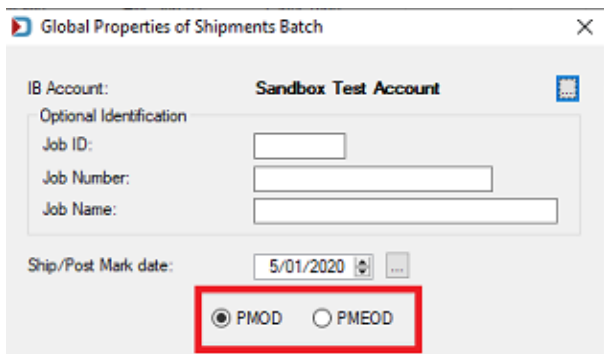 Global Properties of Shipments Batch
IB Account: Sandbox Test Account ...
Optional Identification
Job ID:
Job Number:
Job Name:
Ship/Post Mark date: 5/01/2020 ...
PMOD PMEOD